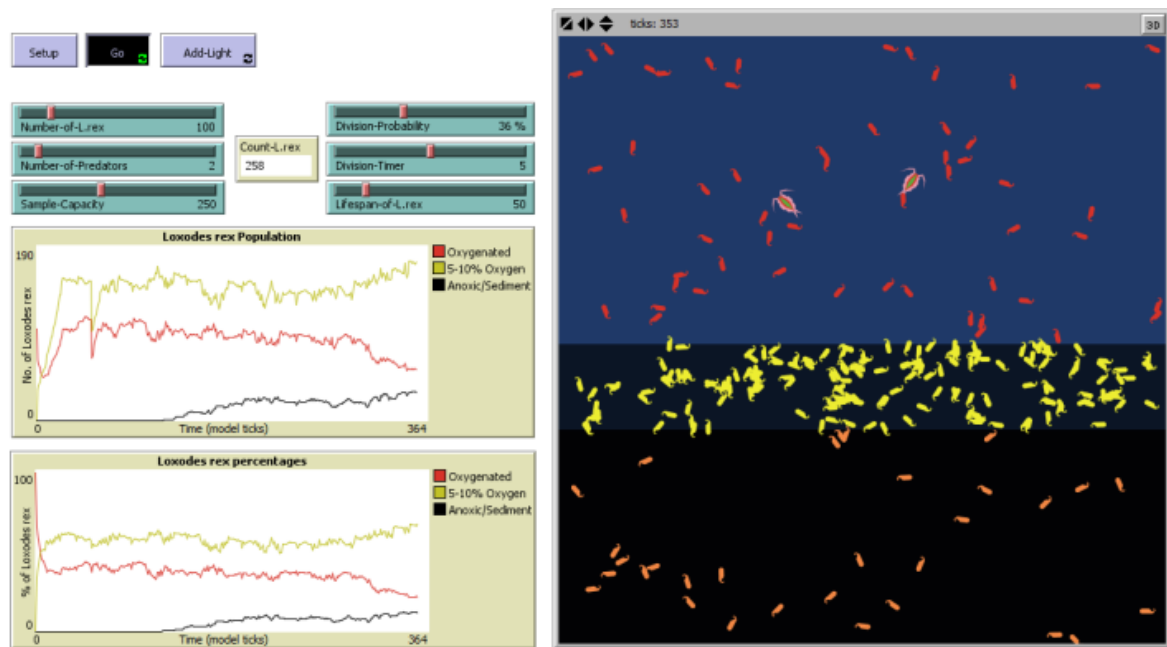 ticks: 353
3D
Setup
Go
Add-Light
Number-of-L.rex 100
Number-of-Predators 2
Sample-Capacity 250
Count-L.rex
258
Division-Probability 36 %
Division-Timer 5
Lifespan-of-L.rex 50
Loxodes rex Population
190
No. of Loxodes rex
0
0
Time (model ticks)
364
Oxygenated
5-10% Oxygen
Anoxic/Sediment
Loxodes rex percentages
100
% of Loxodes rex
0
0
Time (model ticks)
364
Oxygenated
5-10% Oxygen
Anoxic/Sediment